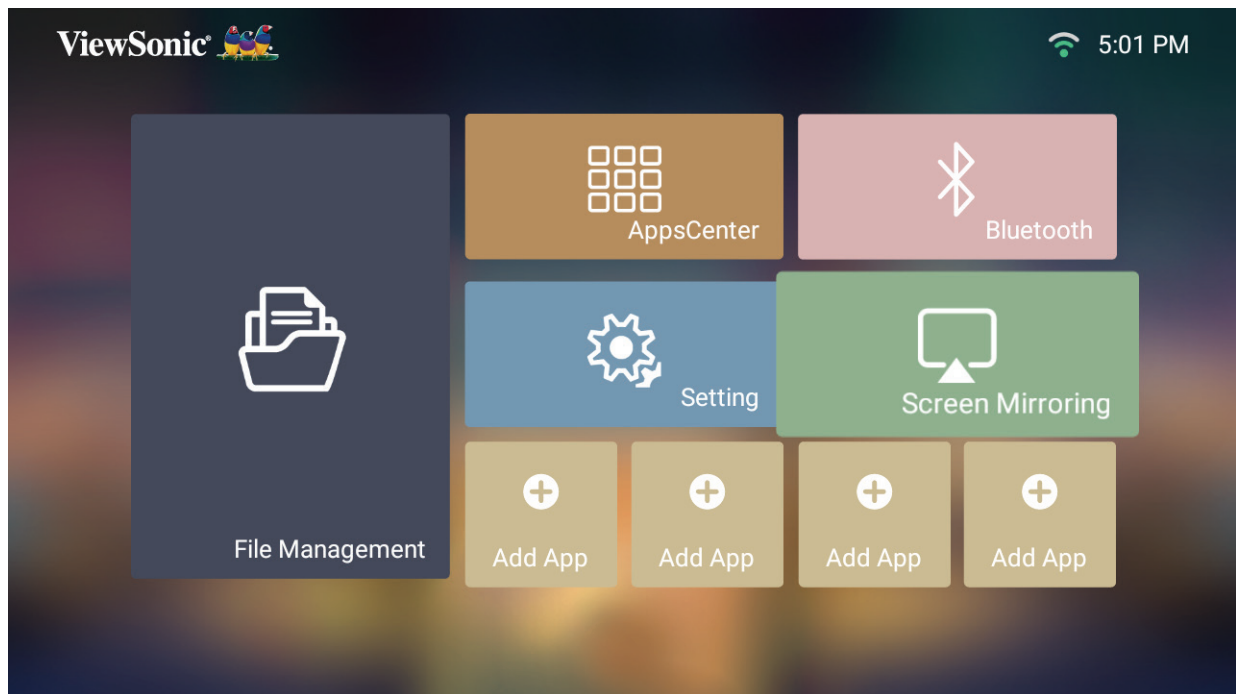 ViewSonic®
5:01 PM
AppsCenter
Bluetooth
Setting
Screen Mirroring
File Management
Add App
Add App
Add App
Add App